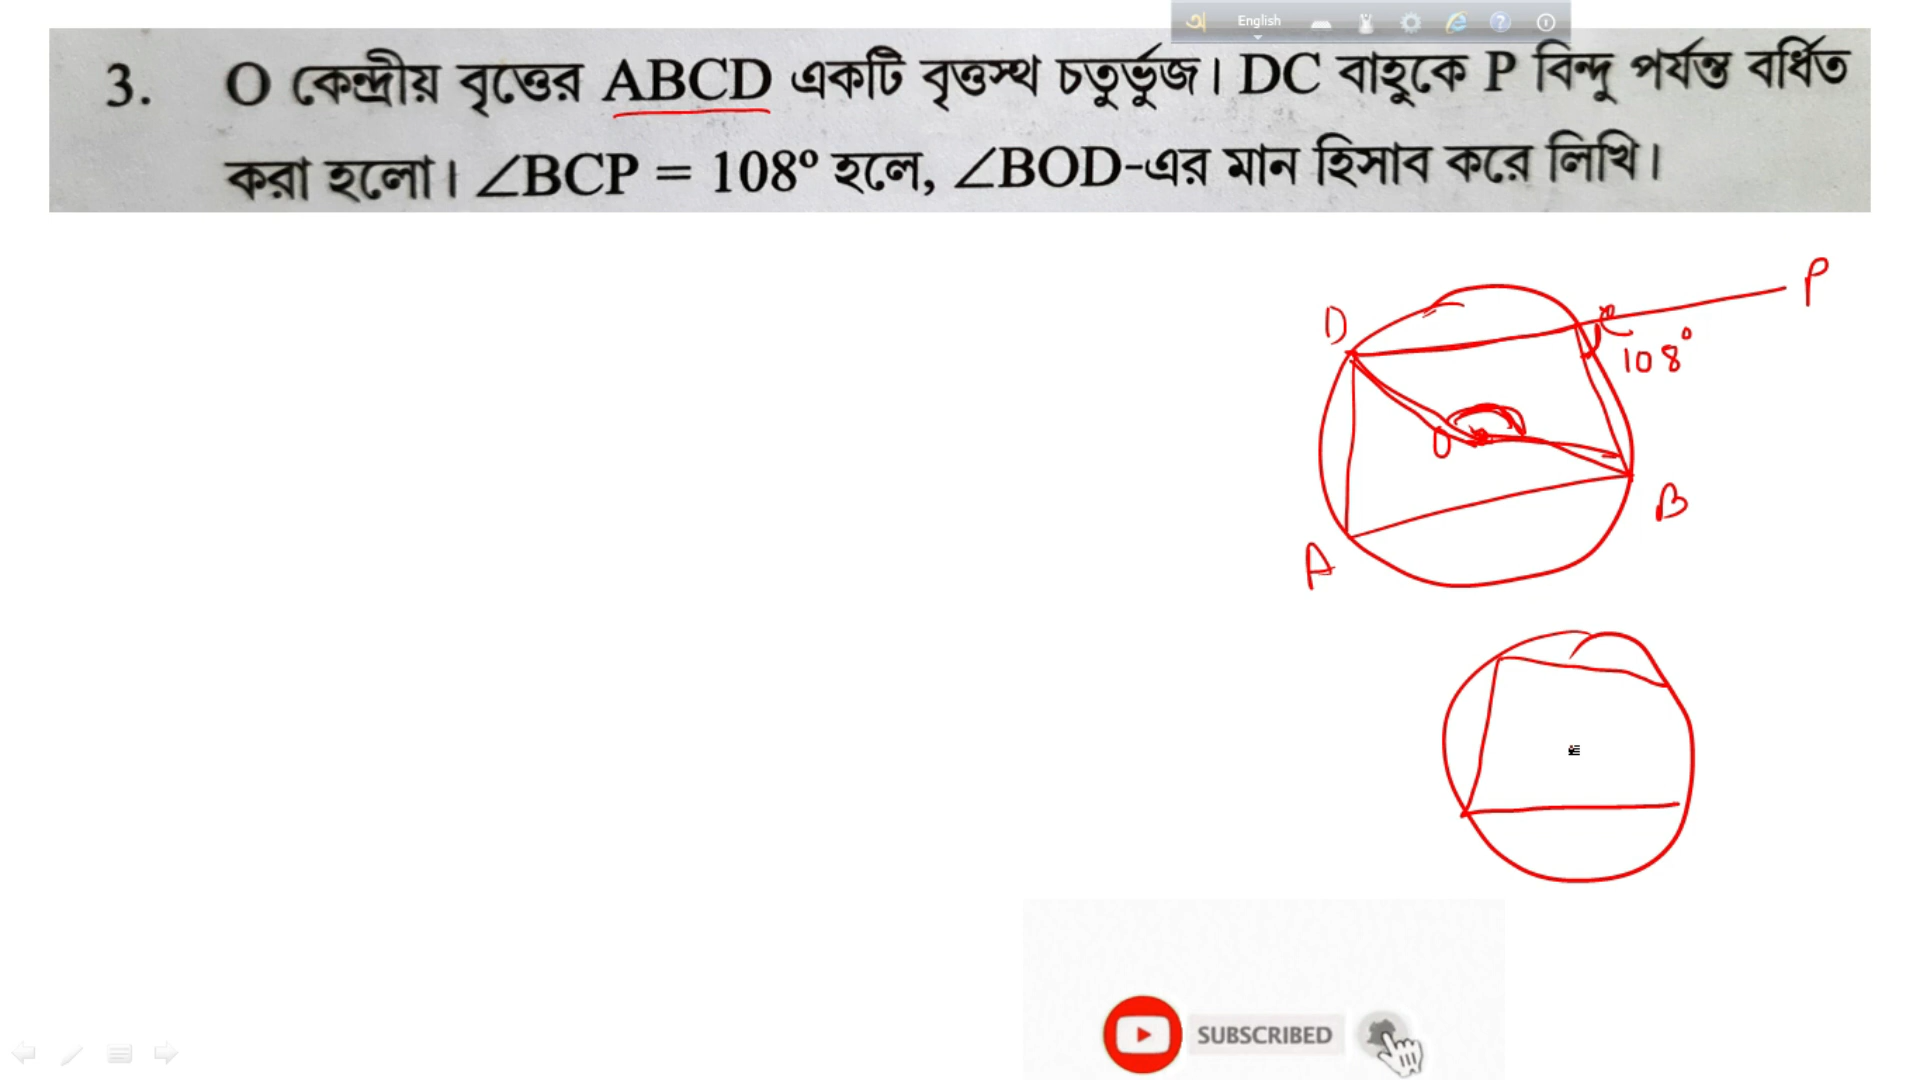 English
3. O কেন্দ্রীয় বৃত্তের ABCD একটি বৃত্তস্থ চতুর্ভুজ। DC বাহুকে P বিন্দু পর্যন্ত বর্ধিত
করা হলো। ∠BCP = 108° হলে, ∠BOD-এর মান হিসাব করে লিখি।
P
D
C
108°
O
B
A
SUBSCRIBED